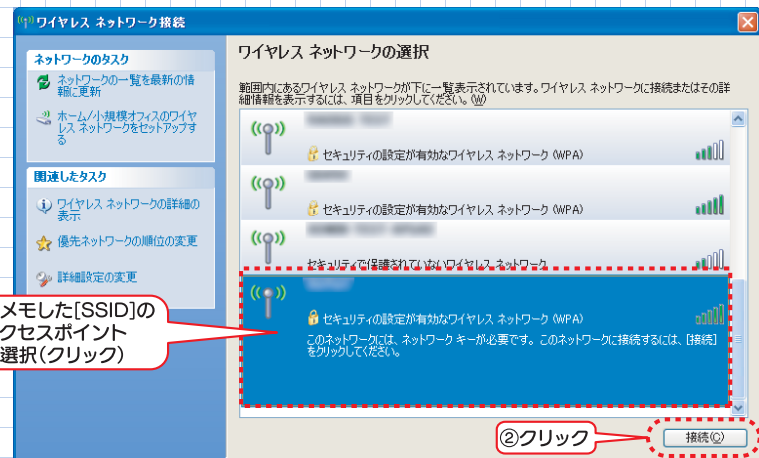 ワイヤレス ネットワーク接続
ネットワークのタスク
ネットワークの一覧を最新の情
報に更新
ホーム/小規模オフィスのワイヤ
レス ネットワークをセットアップす
る
関連したタスク
ワイヤレス ネットワークの詳細の
表示
優先ネットワークの順位の変更
詳細設定の変更
ワイヤレス ネットワークの選択
範囲内にあるワイヤレス ネットワークが下に一覧表示されています。ワイヤレス ネットワークに接続またはその詳
細情報を表示するには、項目をクリックしてください。(W)
セキュリティの設定が有効なワイヤレス ネットワーク (WPA)
セキュリティの設定が有効なワイヤレス ネットワーク (WPA)
セキュリティで保護されていないワイヤレス ネットワーク
セキュリティの設定が有効なワイヤレス ネットワーク (WPA)
このネットワークには、ネットワーク キーが必要です。このネットワークに接続するには、[接続]
をクリックしてください。
メモした[SSID]の
クセスポイント
選択(クリック)
②クリック
接続(C)